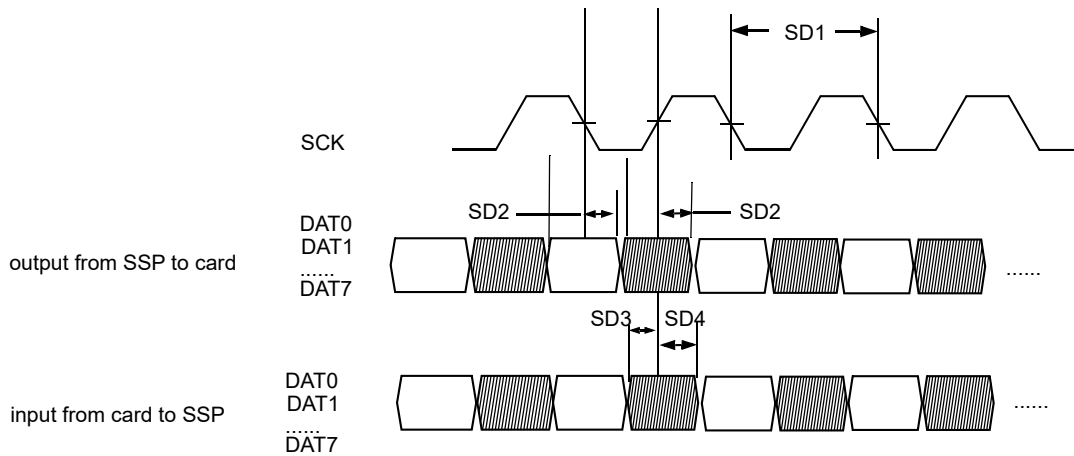 SD1
SCK
SD2
SD2
DAT0
DAT1
......
DAT7
output from SSP to card
......
SD3
SD4
DAT0
DAT1
......
DAT7
input from card to SSP
......